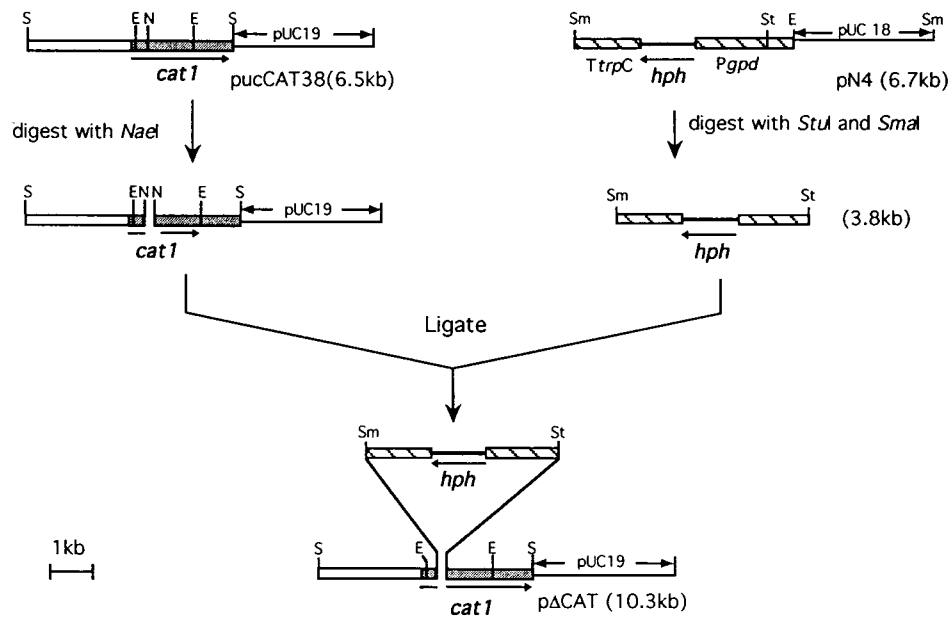 S E N E S
pUC19
cat1
pucCAT38(6.5kb)
Sm St E Sm
pUC 18
TtrpC hph Pgpd
pN4 (6.7kb)
digest with NaeI
digest with StuI and SmaI
S E N N E S
pUC19
cat1
Sm St
hph
(3.8kb)
Ligate
Sm St
hph
1kb
S E E S
pUC19
cat1
pΔCAT (10.3kb)